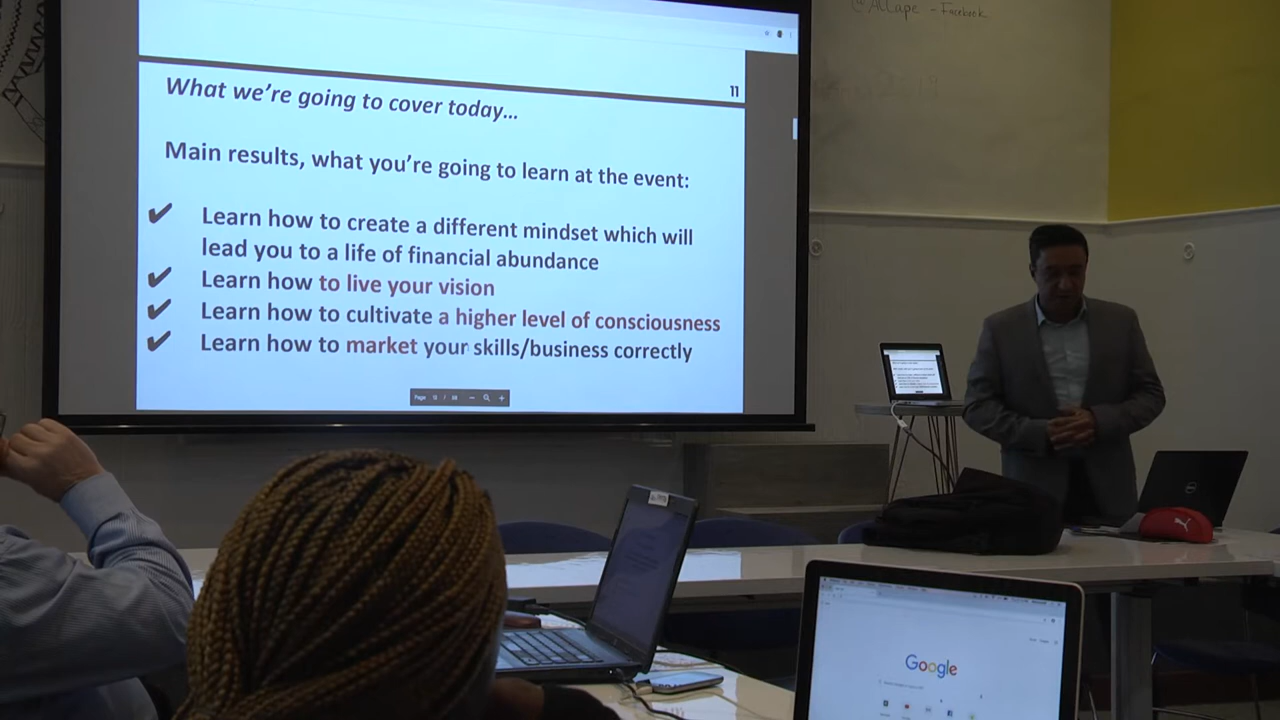 @ACCape - Facebook
11
What we're going to cover today...
Main results, what you're going to learn at the event:
✔ Learn how to create a different mindset which will
lead you to a life of financial abundance
✔ Learn how to live your vision
✔ Learn how to cultivate a higher level of consciousness
✔ Learn how to market your skills/business correctly
Page
Google